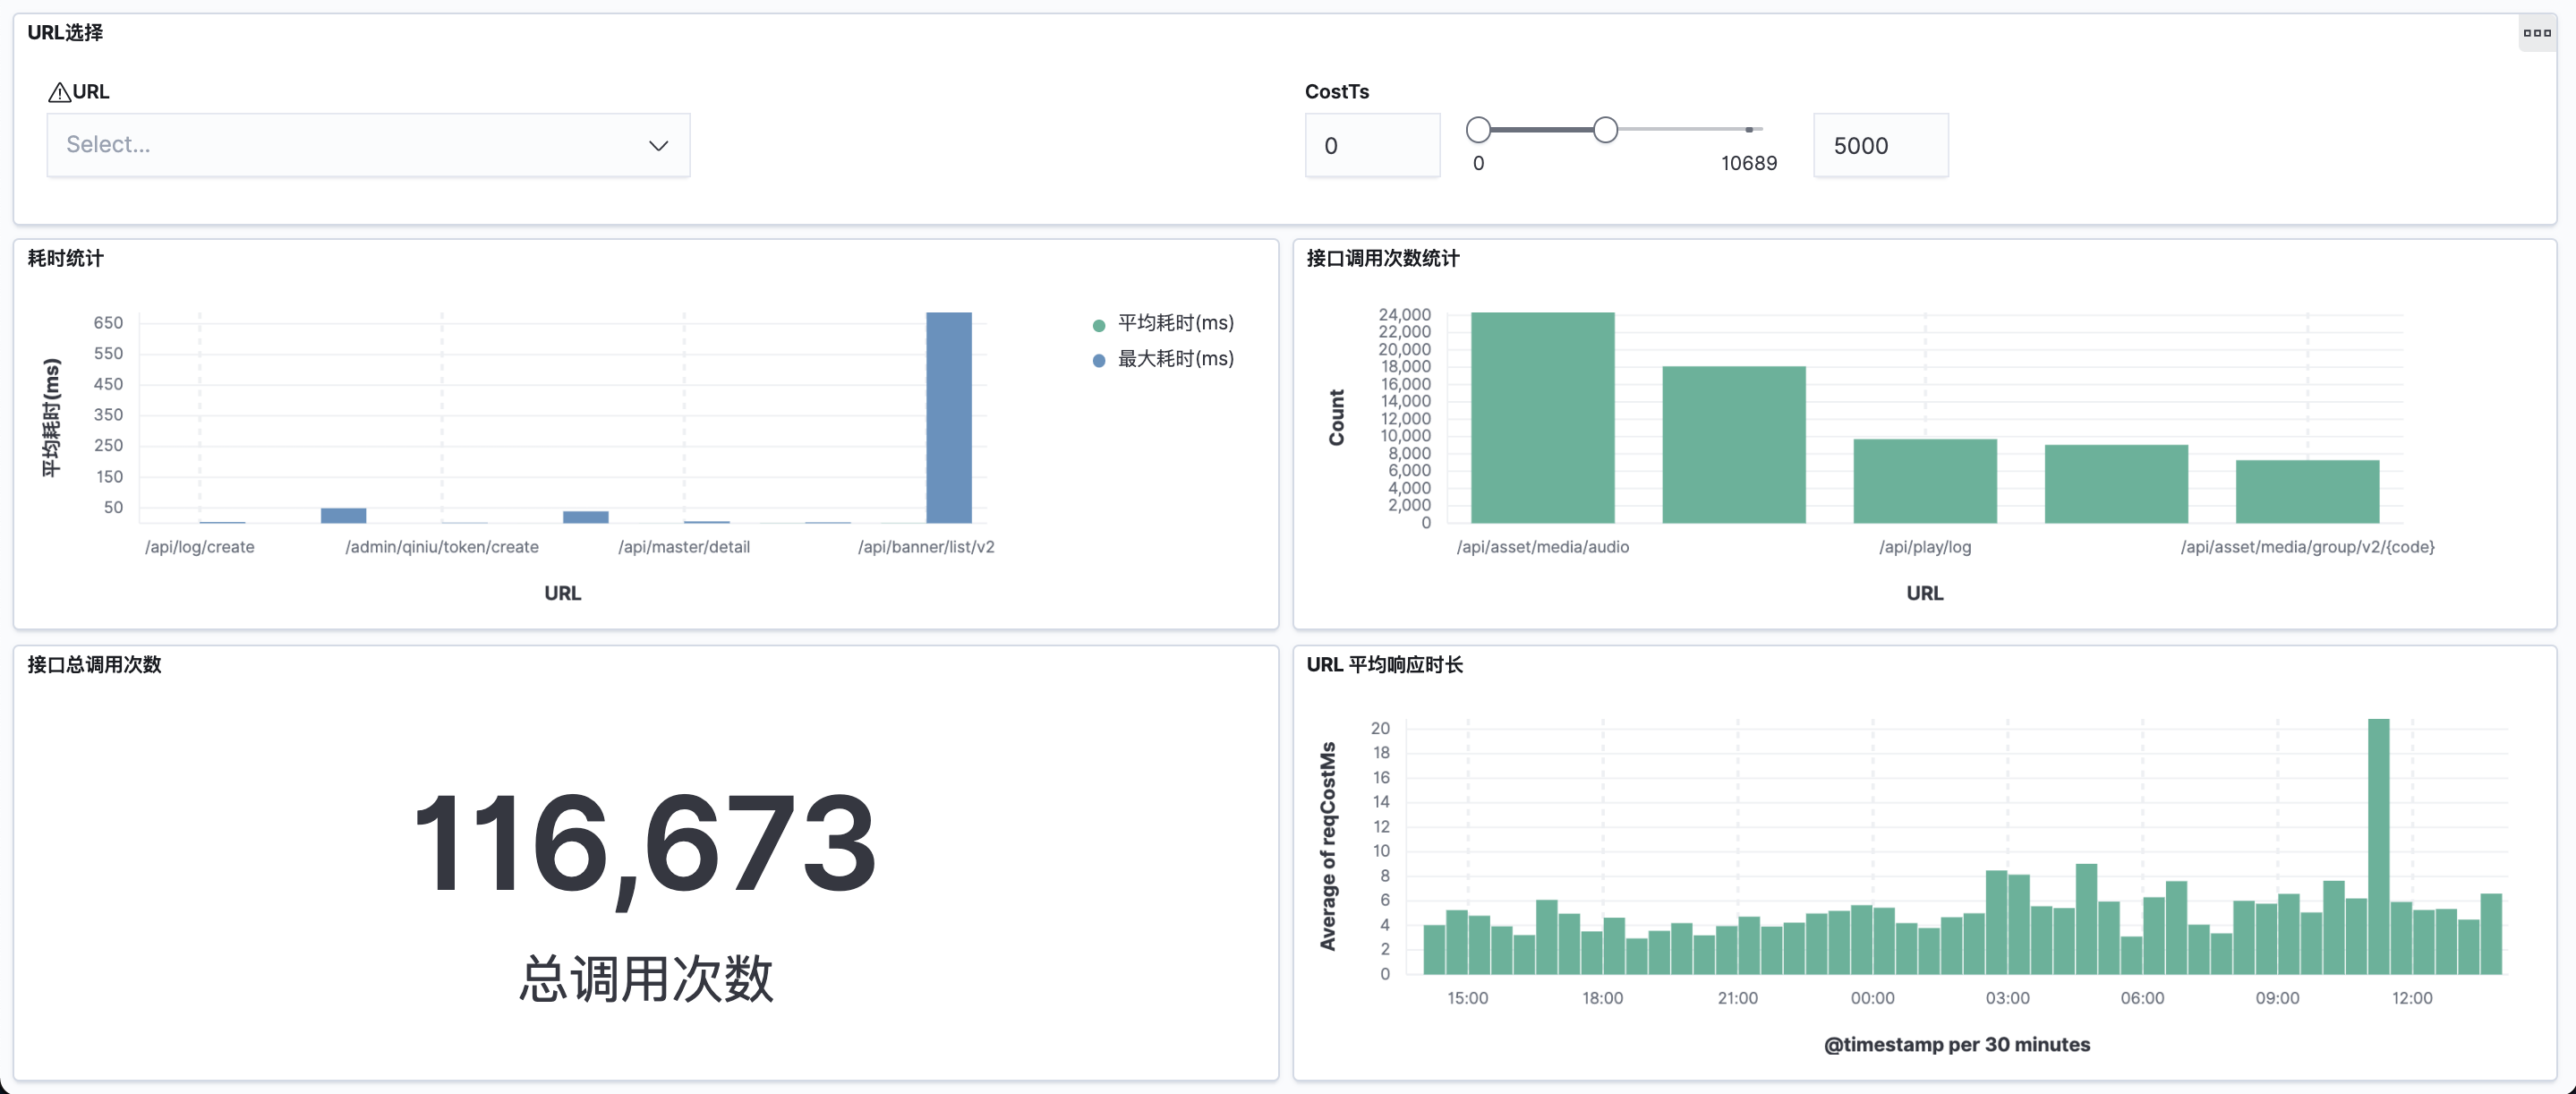 URL选择
URL
Select...
CostTs
0
0
10689
5000
耗时统计
平均耗时(ms)
650
550
450
350
250
150
50
/api/log/create
/admin/qiniu/token/create
/api/master/detail
/api/banner/list/v2
URL
平均耗时(ms)
最大耗时(ms)
接口调用次数统计
Count
24,000
22,000
20,000
18,000
16,000
14,000
12,000
10,000
8,000
6,000
4,000
2,000
0
/api/asset/media/audio
/api/play/log
/api/asset/media/group/v2/{code}
URL
接口总调用次数
116,673
总调用次数
URL 平均响应时长
Average of reqCostMs
20
18
16
14
12
10
8
6
4
2
0
15:00
18:00
21:00
00:00
03:00
06:00
09:00
12:00
@timestamp per 30 minutes